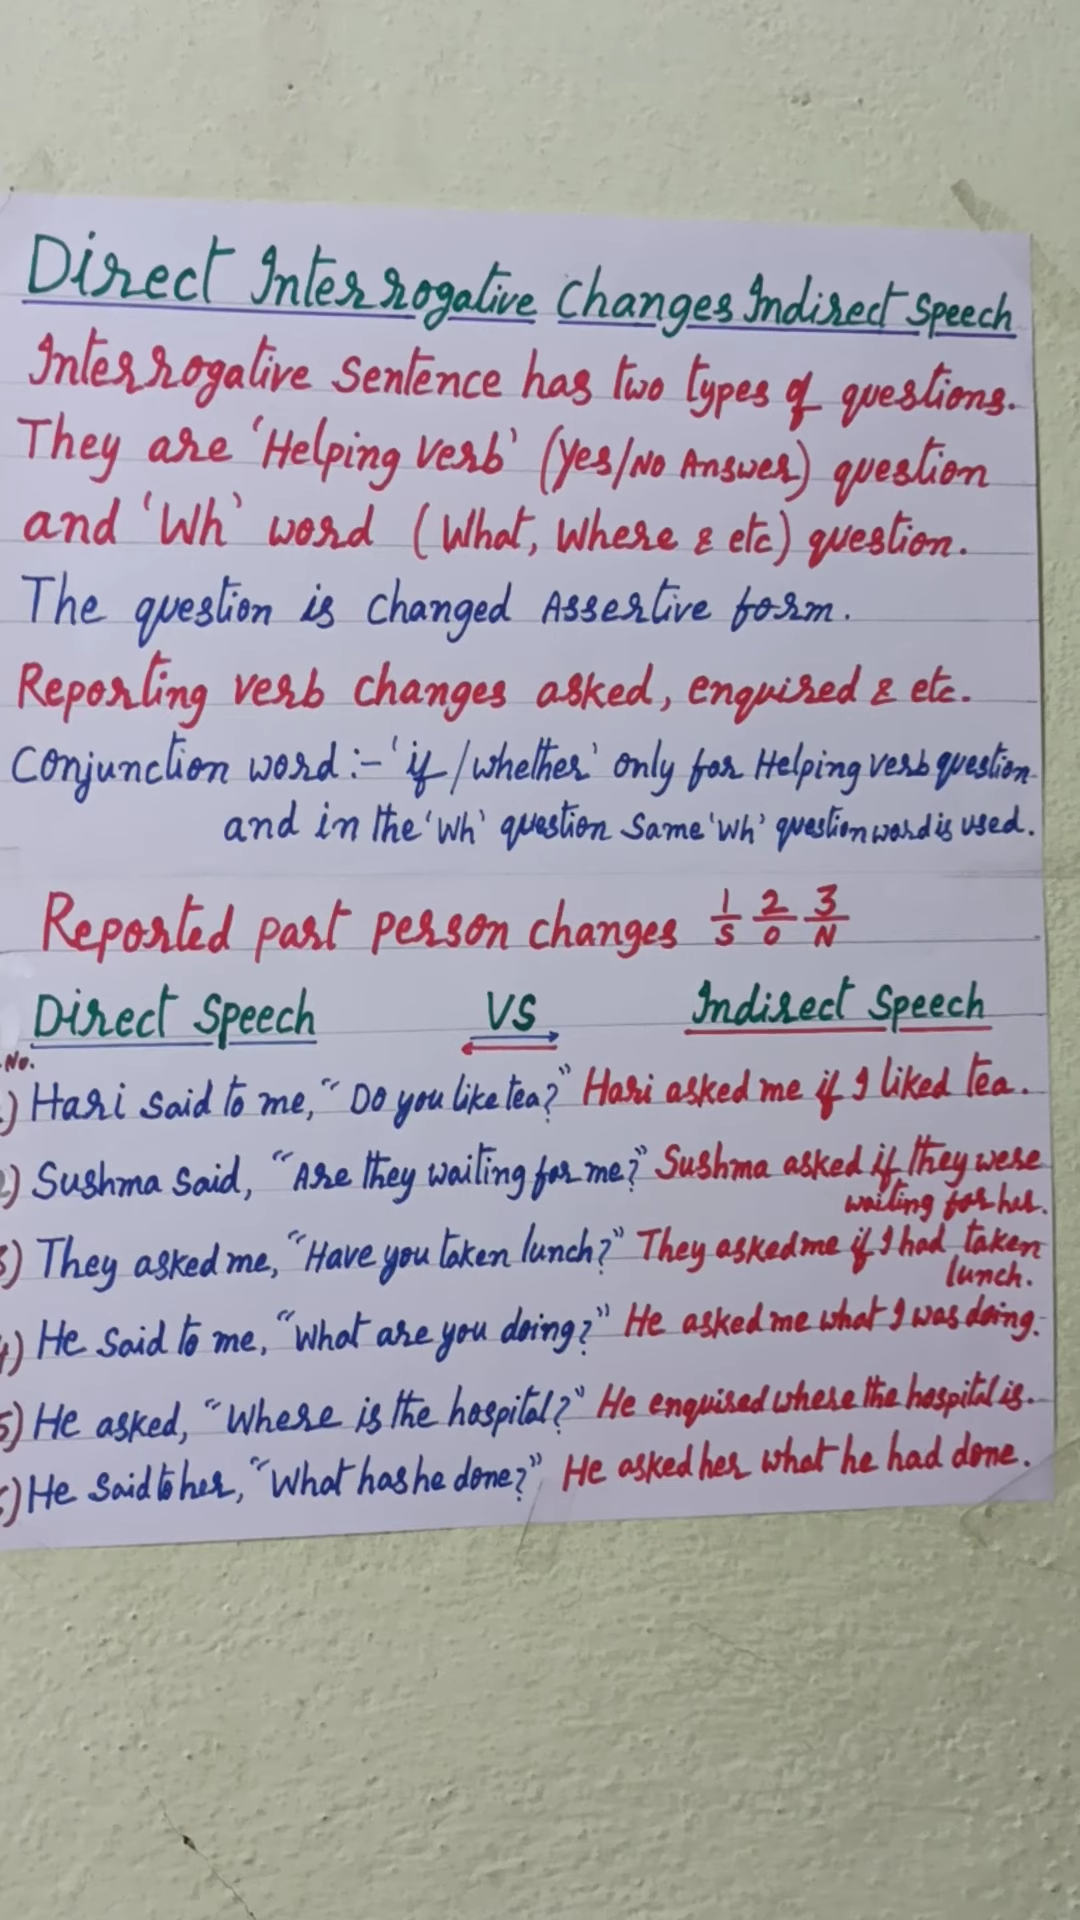 Direct Interrogative Changes Indirect Speech
Interrogative Sentence has two types of questions.
They are 'Helping Verb' (Yes/No Answer) question
and 'Wh' word (What, Where & etc) question.
The question is changed Assertive form.
Reporting verb changes asked, enquired & etc.
Conjunction word :- 'if/whether' only for Helping verb question
and in the 'Wh' question Same 'Wh' question word is used.
Reported part person changes 1/S 2/O 3/N
Direct Speech VS Indirect Speech
No.
) Hari said to me, "Do you like tea?" Hari asked me if I liked tea.
2) Sushma said, "Are they waiting for me?" Sushma asked if they were
waiting for her.
3) They asked me, "Have you taken lunch?" They asked me if I had taken
lunch.
4) He said to me, "What are you doing?" He asked me what I was doing.
5) He asked, "Where is the hospital?" He enquired where the hospital is.
) He said to her, "What has he done?" He asked her what he had done.